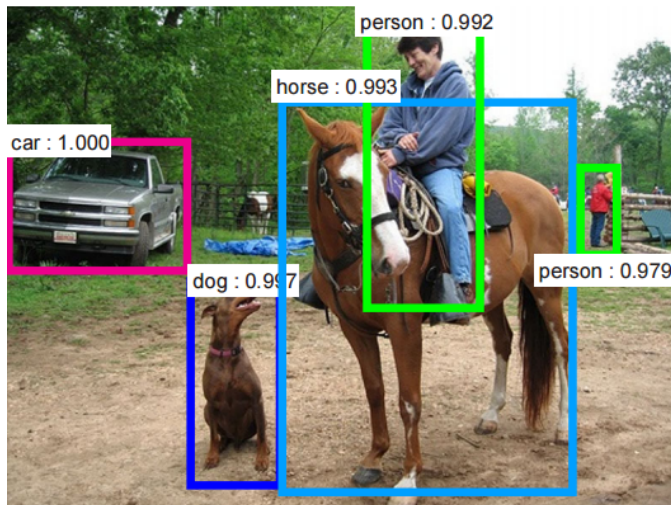 person : 0.992
horse : 0.993
car : 1.000
dog : 0.997
person : 0.979